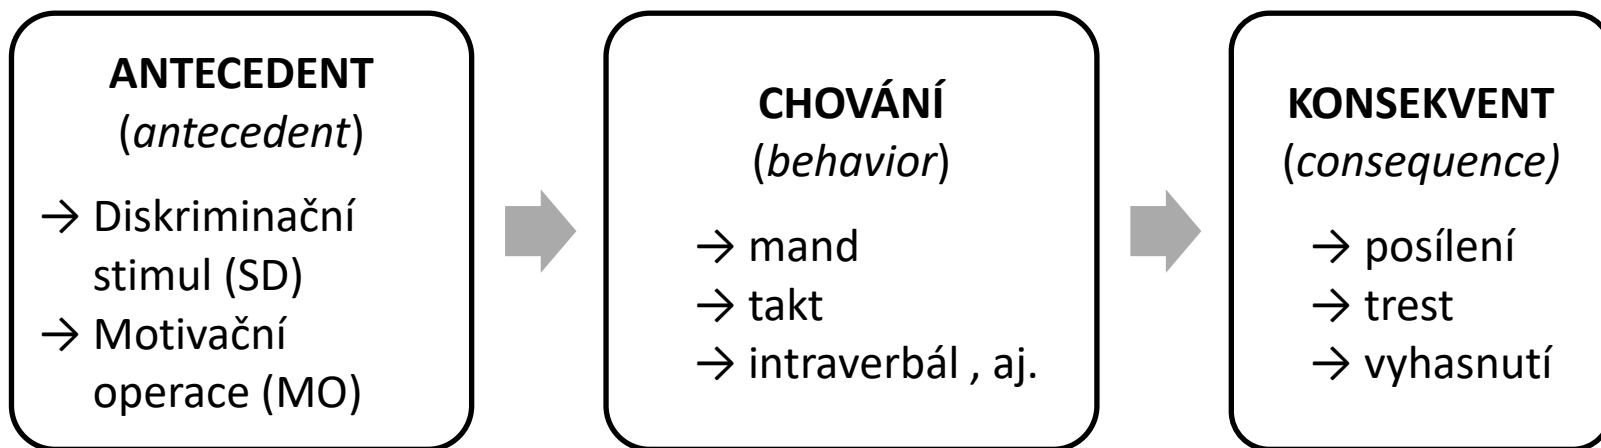 ANTECEDENT
(antecedent)
→ Diskriminační
stimul (SD)
→ Motivační
operace (MO)
CHOVÁNÍ
(behavior)
→ mand
→ takt
→ intraverbál , aj.
KONSEKVENT
(consequence)
→ posílení
→ trest
→ vyhasnutí